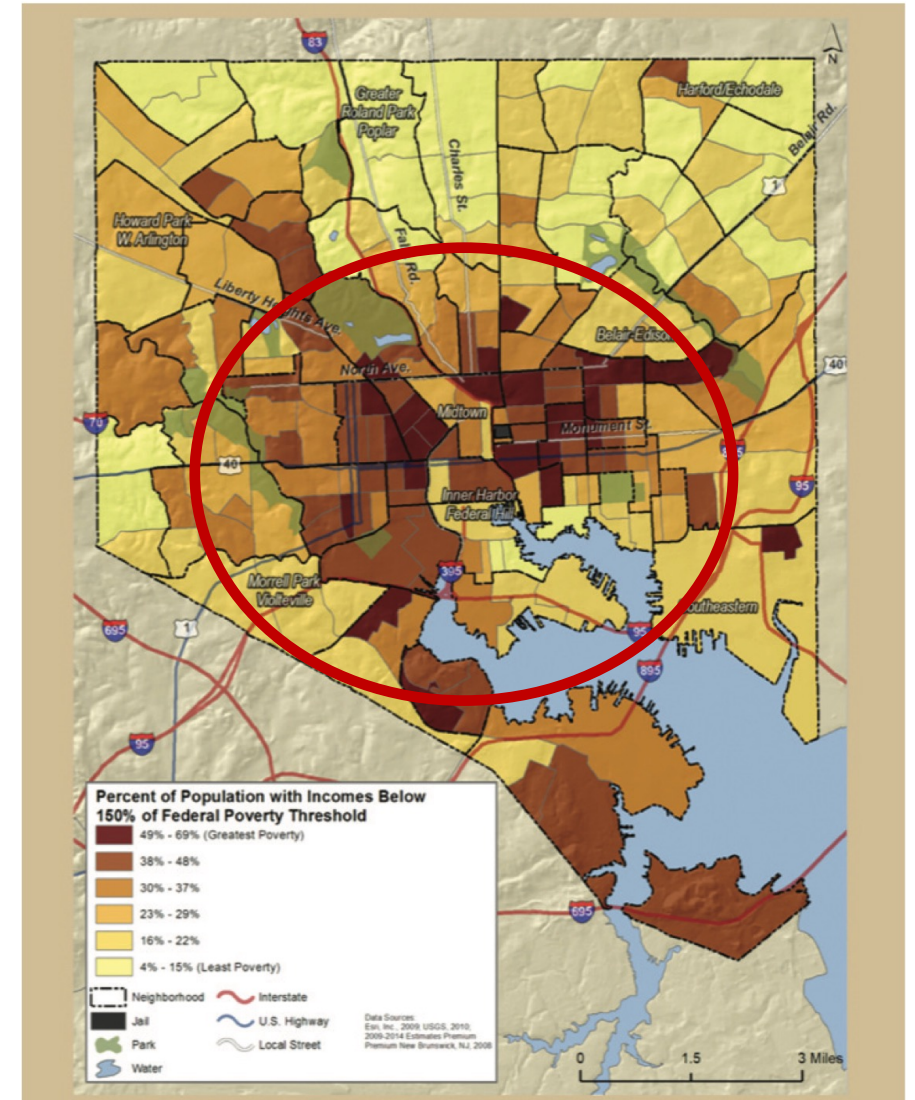 83
N
Greater
Roland Park
Poplar
Harford/Echodale
Belair Rd.
Charles St.
1
Howard Park
W. Arlington
Falls Rd.
Liberty Heights Ave.
Belair-Edison
North Ave.
40
Midtown
70
Monument St.
895
40
95
Inner Harbor
Federal Hill
395
Morrell Park
Violteville
Southeastern
695
1
95
895
95
Percent of Population with Incomes Below
150% of Federal Poverty Threshold
49% - 69% (Greatest Poverty)
38% - 48%
30% - 37%
23% - 29%
16% - 22%
4% - 15% (Least Poverty)
Neighborhood
Interstate
Jail
U.S. Highway
Park
Local Street
Water
Data Sources:
Esri, Inc., 2009; USGS, 2010;
2009-2014 Estimates Premium
Premium New Brunswick, NJ, 2008
695
0 1.5 3 Miles